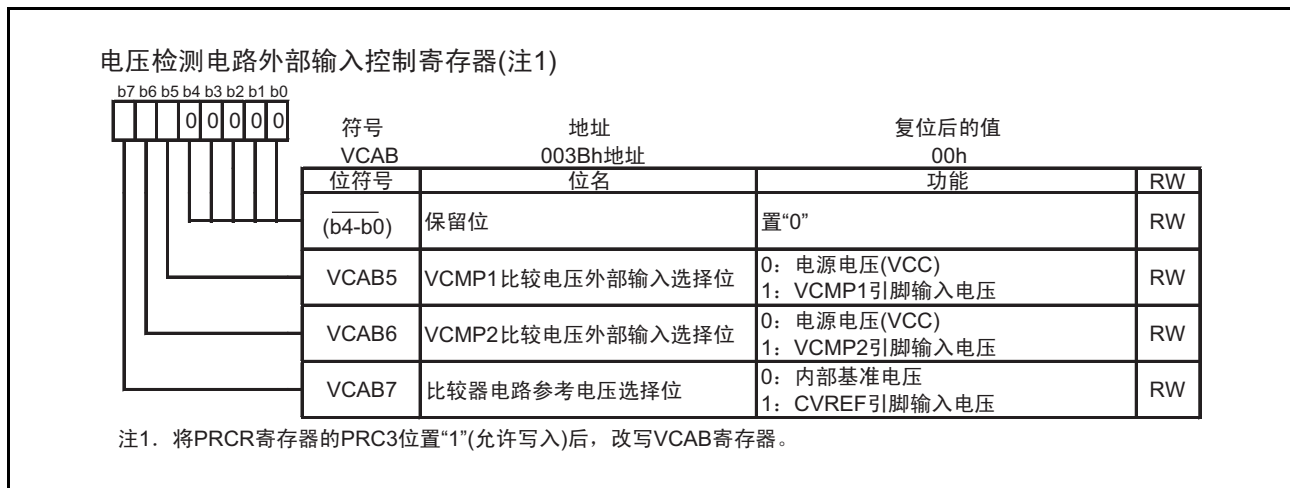 电压检测电路外部输入控制寄存器(注1)
b7 b6 b5 b4 b3 b2 b1 b0
0 0 0 0 0
符号 地址 复位后的值
VCAB 003Bh地址 00h
位符号 位名 功能 RW
(b4-b0) 保留位 置“0” RW
VCAB5 VCMP1比较电压外部输入选择位 0：电源电压(VCC)
1：VCMP1引脚输入电压 RW
VCAB6 VCMP2比较电压外部输入选择位 0：电源电压(VCC)
1：VCMP2引脚输入电压 RW
VCAB7 比较器电路参考电压选择位 0：内部基准电压
1：CVREF引脚输入电压 RW
注1．将PRCR寄存器的PRC3位置“1”(允许写入)后，改写VCAB寄存器。